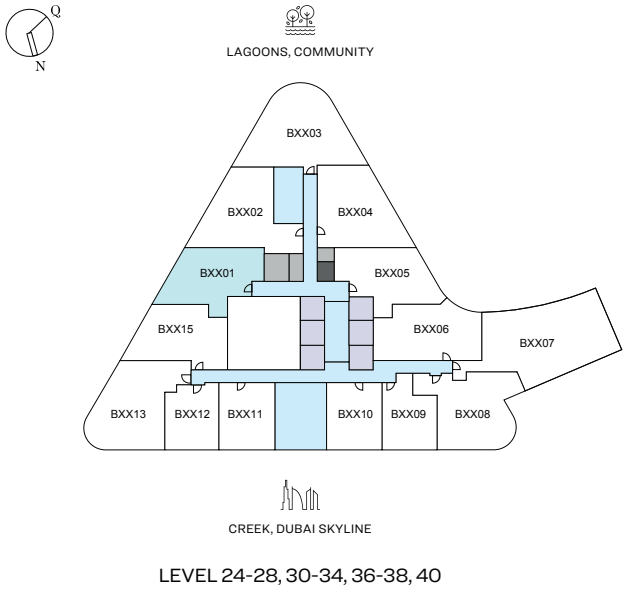 Q
N
LAGOONS, COMMUNITY
BXX03
BXX02
BXX04
BXX01
BXX05
BXX15
BXX06
BXX07
BXX13
BXX12
BXX11
BXX10
BXX09
BXX08
CREEK, DUBAI SKYLINE
LEVEL 24-28, 30-34, 36-38, 40